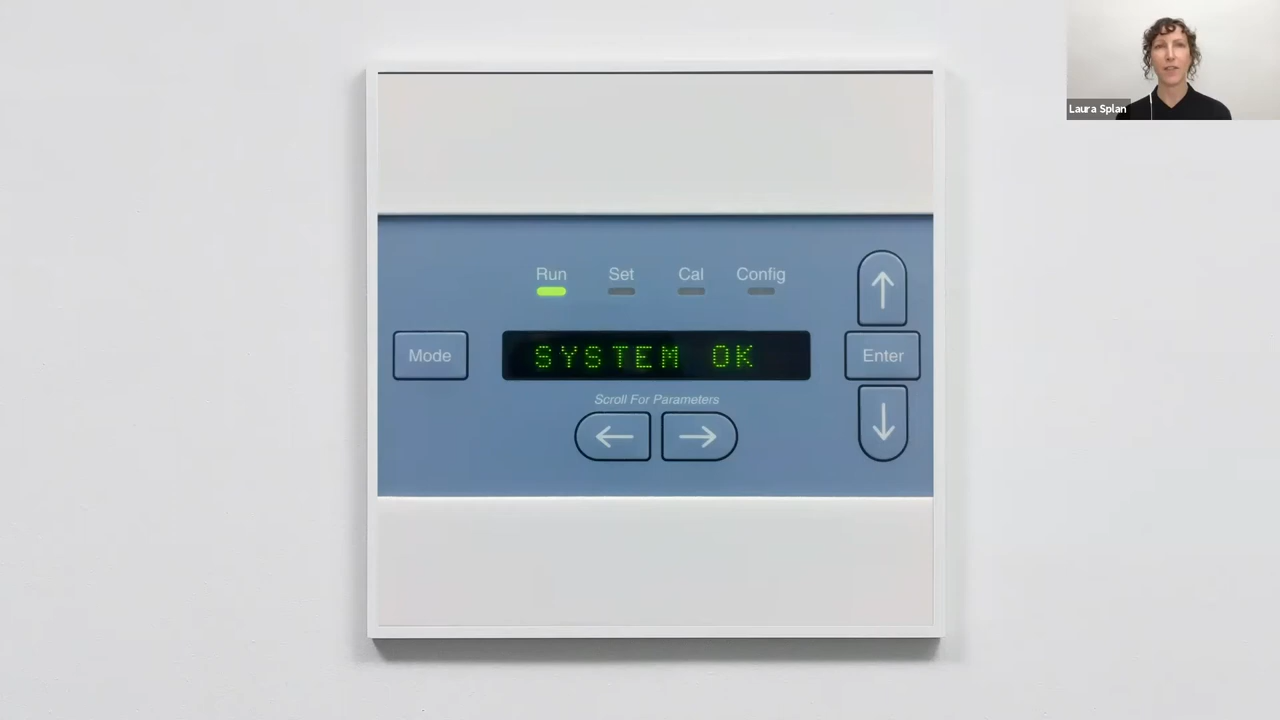 Laura Splan
Run Set Cal Config
Mode
SYSTEM OK
Enter
Scroll For Parameters